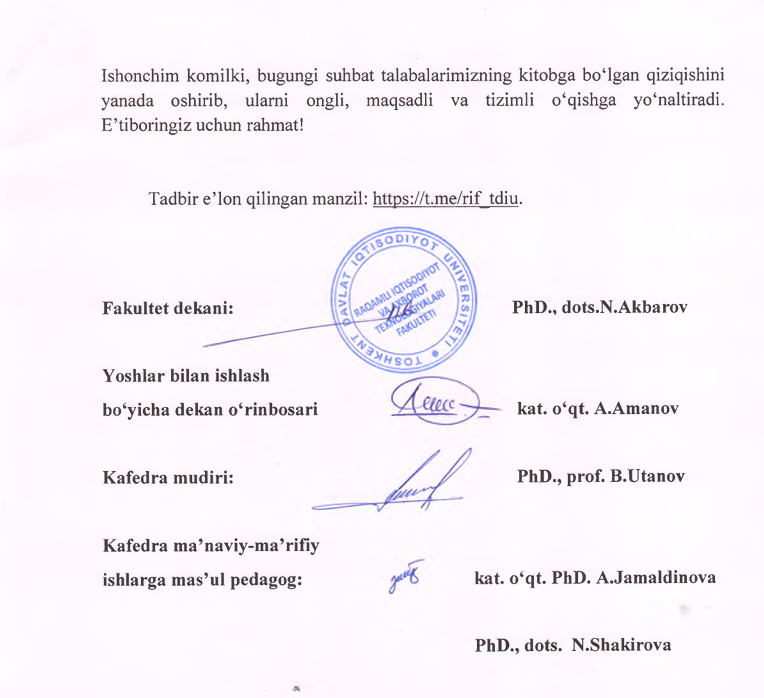 Ishonchim komilki, bugungi suhbat talabalarimizning kitobga bo‘lgan qiziqishini
yanada oshirib, ularni ongli, maqsadli va tizimli o‘qishga yo‘naltiradi.
E’tiboringiz uchun rahmat!
Tadbir e’lon qilingan manzil: https://t.me/rif_tdiu.
TOSHKENT DAVLAT IQTISODIYOT UNIVERSITETI
RAQAMLI IQTISODIYOT
VA AXBOROT
TEXNOLOGIYALARI
FAKULTETI
Fakultet dekani: PhD., dots.N.Akbarov
Yoshlar bilan ishlash
bo‘yicha dekan o‘rinbosari kat. o‘qt. A.Amanov
Kafedra mudiri: PhD., prof. B.Utanov
Kafedra ma’naviy-ma’rifiy
ishlarga mas’ul pedagog: kat. o‘qt. PhD. A.Jamaldinova
PhD., dots. N.Shakirova